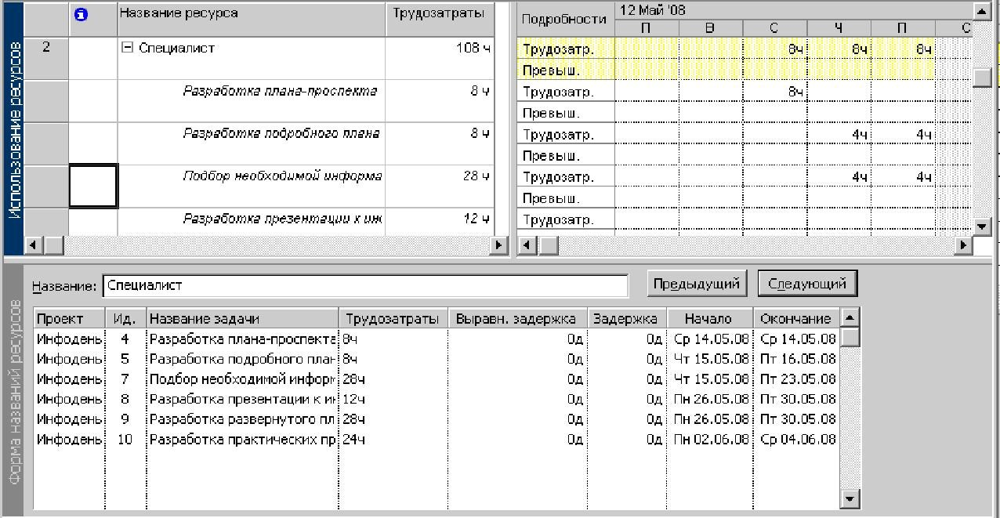 Использование ресурсов
Название ресурса Трудозатраты
2 Специалист 108 ч
Разработка плана-проспекта 8 ч
Разработка подробного плана 8 ч
Подбор необходимой информа 28 ч
Разработка презентации к ин 12 ч
Подробности 12 Май '08
П В С Ч П С
Трудозатр. 8ч 8ч 8ч
Превыш.
Трудозатр. 8ч
Превыш.
Трудозатр. 4ч 4ч
Превыш.
Трудозатр. 4ч 4ч
Превыш.
Трудозатр.
Форма названий ресурсов
Название: Специалист Предыдущий Следующий
Проект Ид. Название задачи Трудозатраты Выравн. задержка Задержка Начало Окончание
Инфодень 4 Разработка плана-проспекта 8ч 0д 0д Ср 14.05.08 Ср 14.05.08
Инфодень 5 Разработка подробного план 8ч 0д 0д Чт 15.05.08 Пт 16.05.08
Инфодень 7 Подбор необходимой информ 28ч 0д 0д Чт 15.05.08 Пт 23.05.08
Инфодень 8 Разработка презентации к ин 12ч 0д 0д Пн 26.05.08 Пт 30.05.08
Инфодень 9 Разработка развернутого пл 28ч 0д 0д Пн 26.05.08 Пт 30.05.08
Инфодень 10 Разработка практических пр 24ч 0д 0д Пн 02.06.08 Ср 04.06.08